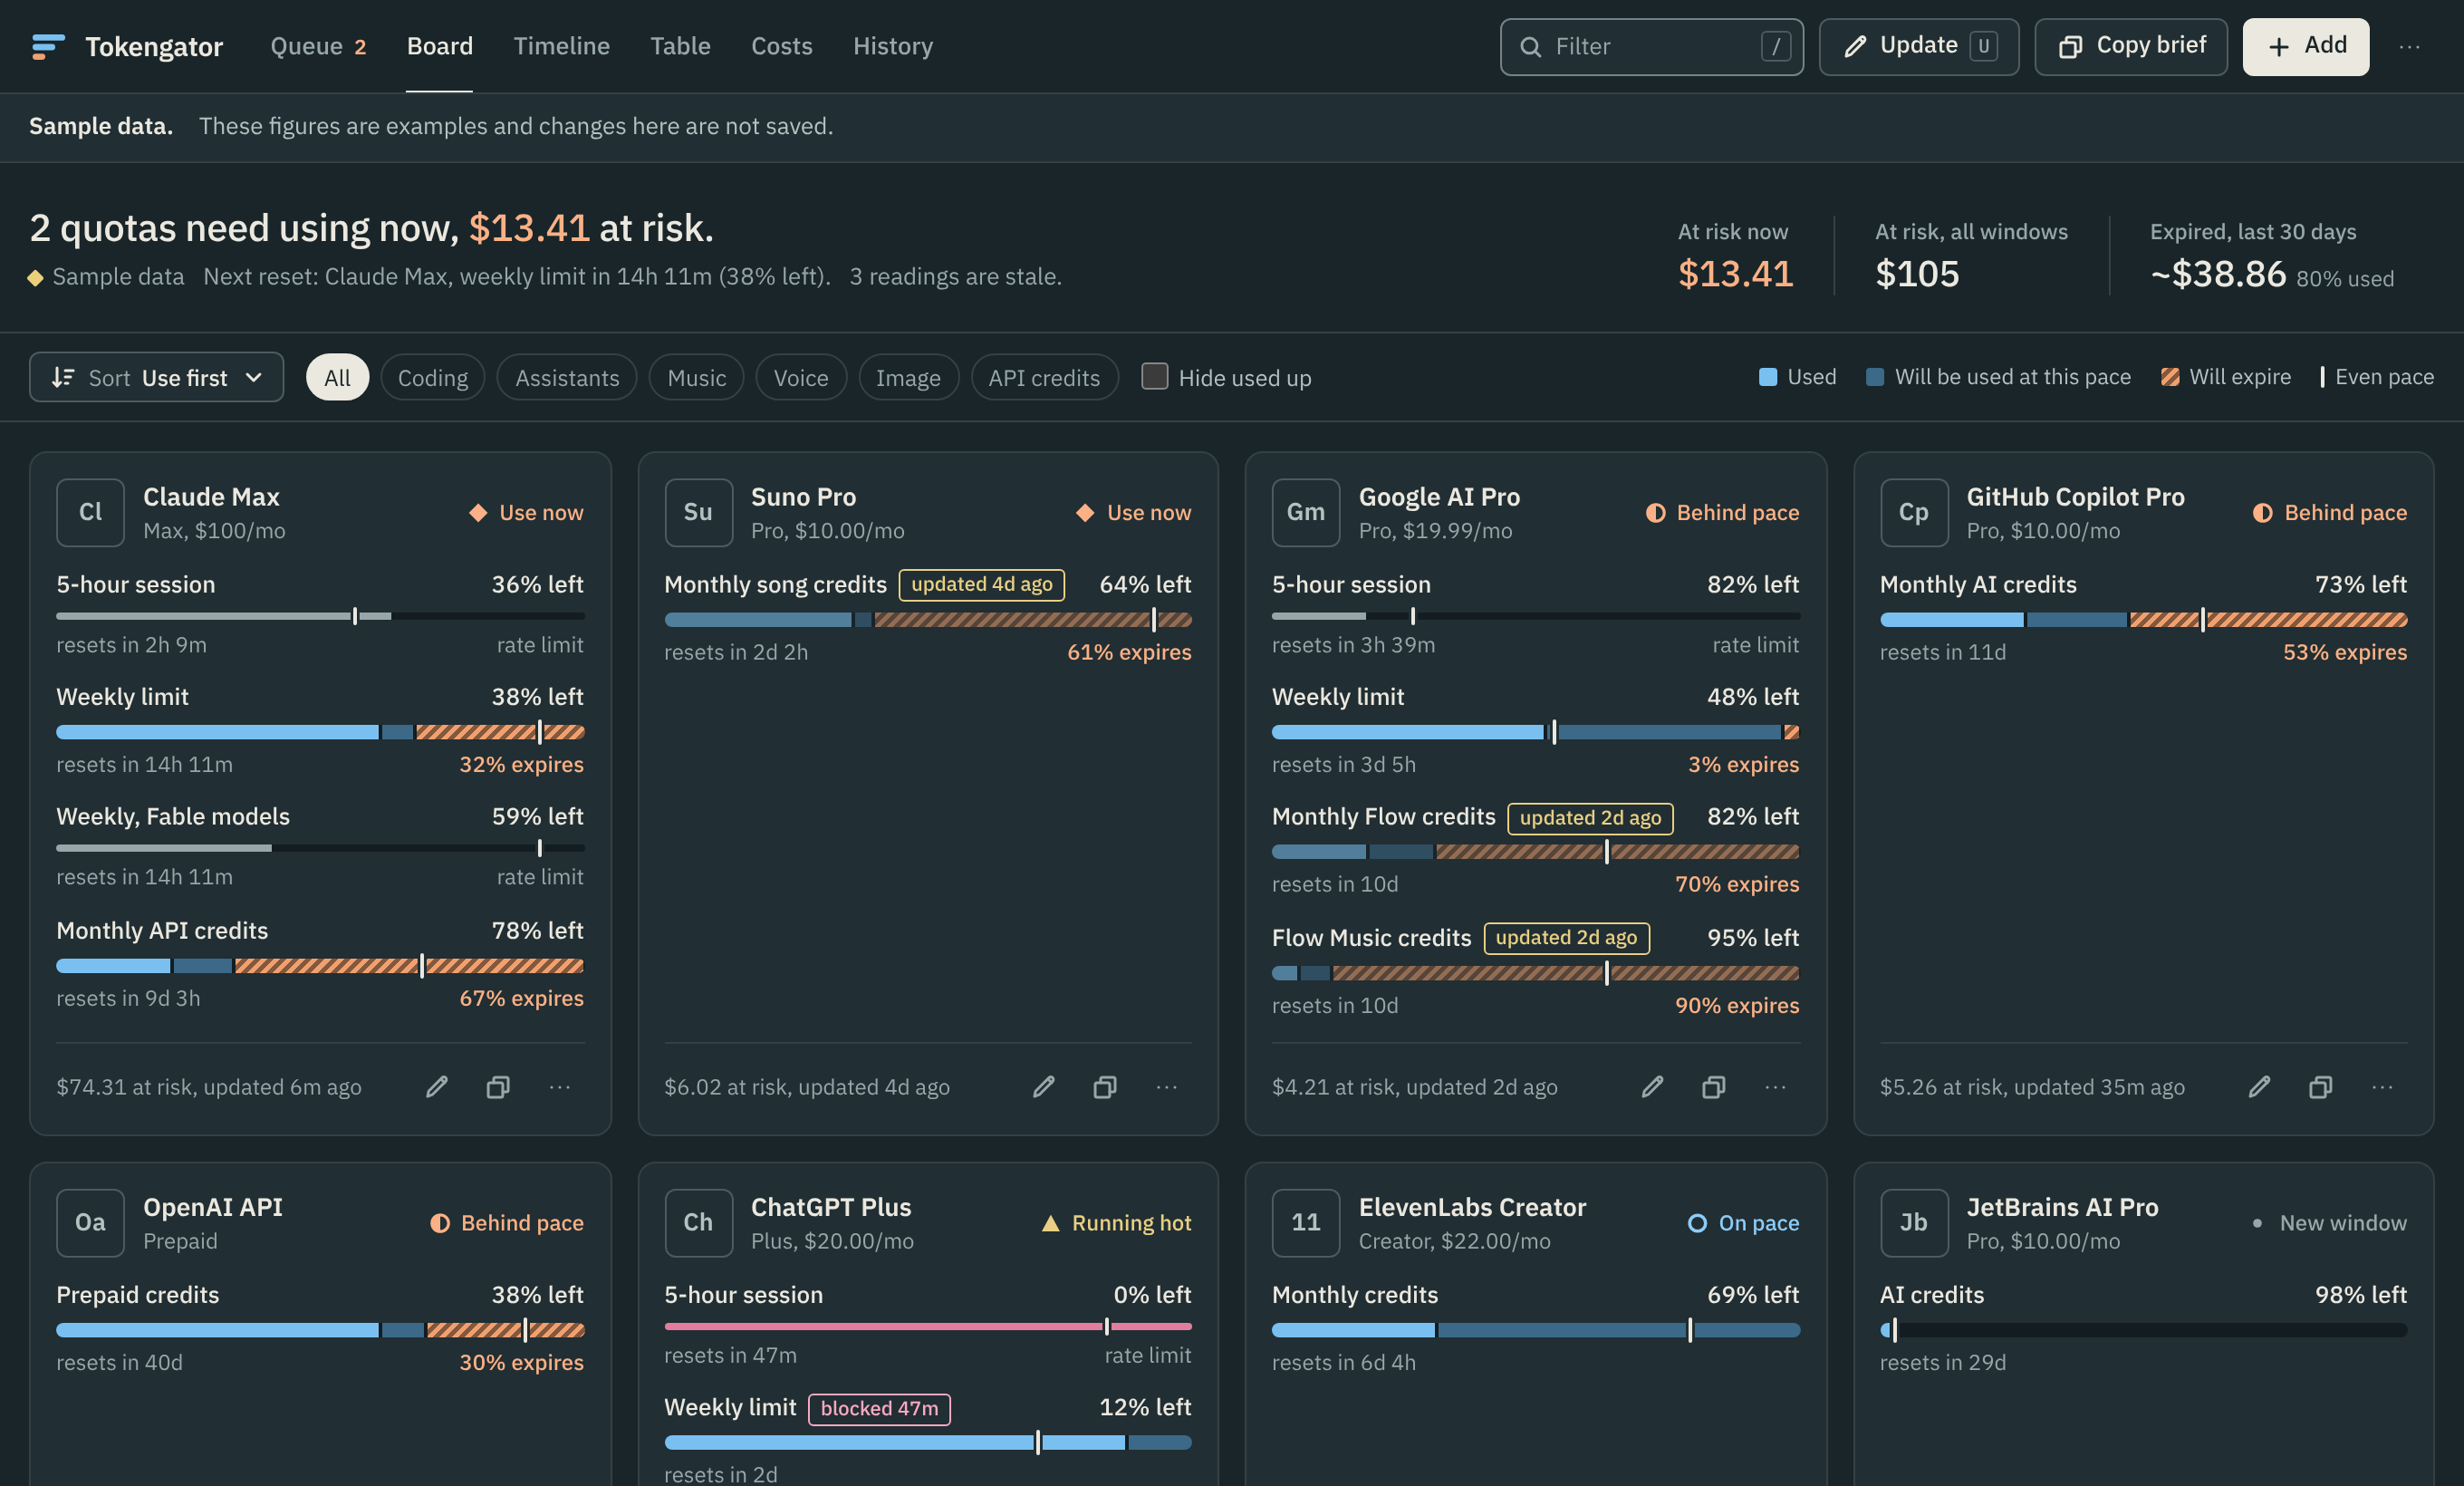 Tokengator
Queue 2
Board
Timeline
Table
Costs
History
Filter /
Update U
Copy brief
+ Add
...
Sample data. These figures are examples and changes here are not saved.
2 quotas need using now, $13.41 at risk.
Sample data Next reset: Claude Max, weekly limit in 14h 11m (38% left). 3 readings are stale.
At risk now
$13.41
At risk, all windows
$105
Expired, last 30 days
~$38.86 80% used
Sort Use first
All
Coding
Assistants
Music
Voice
Image
API credits
Hide used up
Used
Will be used at this pace
Will expire
Even pace
Cl
Claude Max
Max, $100/mo
Use now
5-hour session 36% left
resets in 2h 9m rate limit
Weekly limit 38% left
resets in 14h 11m 32% expires
Weekly, Fable models 59% left
resets in 14h 11m rate limit
Monthly API credits 78% left
resets in 9d 3h 67% expires
$74.31 at risk, updated 6m ago ...
Su
Suno Pro
Pro, $10.00/mo
Use now
Monthly song credits updated 4d ago 64% left
resets in 2d 2h 61% expires
$6.02 at risk, updated 4d ago ...
Gm
Google AI Pro
Pro, $19.99/mo
Behind pace
5-hour session 82% left
resets in 3h 39m rate limit
Weekly limit 48% left
resets in 3d 5h 3% expires
Monthly Flow credits updated 2d ago 82% left
resets in 10d 70% expires
Flow Music credits updated 2d ago 95% left
resets in 10d 90% expires
$4.21 at risk, updated 2d ago ...
Cp
GitHub Copilot Pro
Pro, $10.00/mo
Behind pace
Monthly AI credits 73% left
resets in 11d 53% expires
$5.26 at risk, updated 35m ago ...
Oa
OpenAI API
Prepaid
Behind pace
Prepaid credits 38% left
resets in 40d 30% expires
Ch
ChatGPT Plus
Plus, $20.00/mo
Running hot
5-hour session 0% left
resets in 47m rate limit
Weekly limit blocked 47m 12% left
resets in 2d
11
ElevenLabs Creator
Creator, $22.00/mo
On pace
Monthly credits 69% left
resets in 6d 4h
Jb
JetBrains AI Pro
Pro, $10.00/mo
New window
AI credits 98% left
resets in 29d